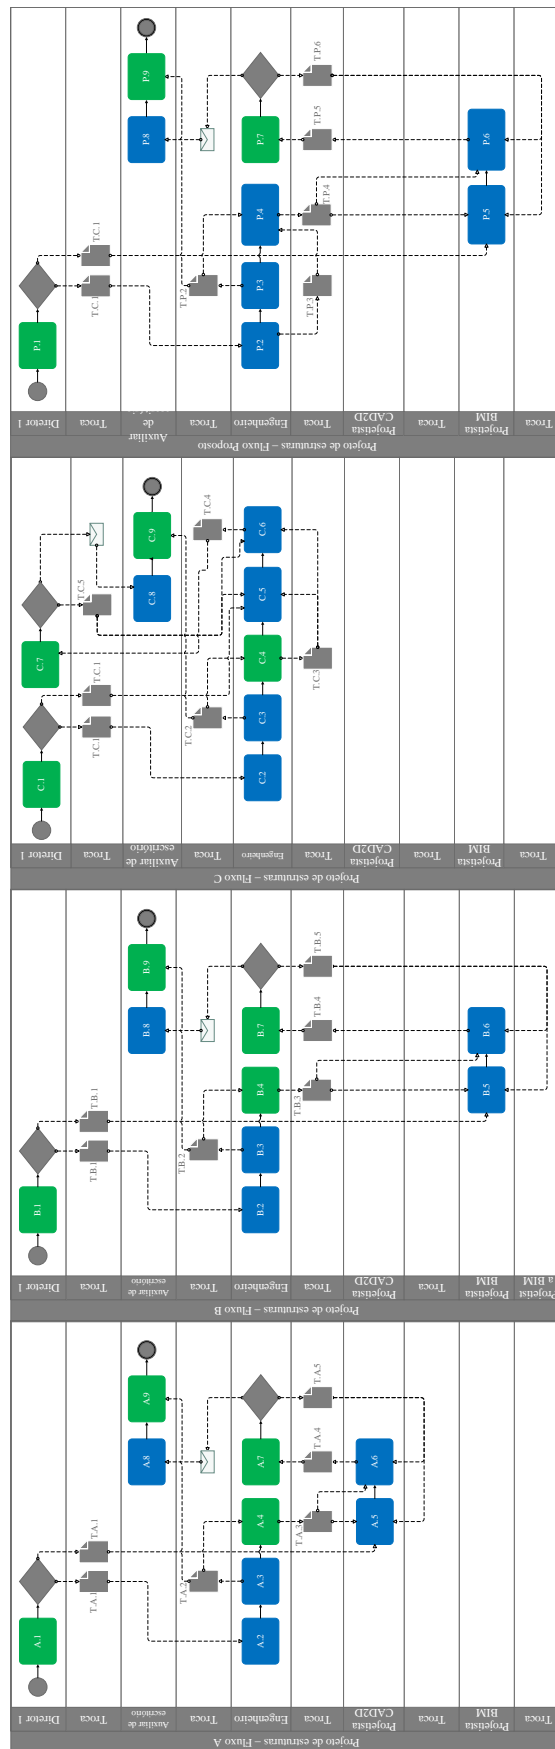 Projeto de estruturas – Fluxo A
Diretor 1
Troca
Auxiliar de
escritório
Troca
Engenheiro
Troca
Projetista
CAD2D
Troca
Projetista
BIM
Troca
A.1
T.A.1
T.A.1
A.8
A.9
T.A.2
A.2
A.3
A.4
A.7
T.A.3
T.A.4
T.A.5
A.5
A.6
Projeto de estruturas – Fluxo B
Diretor 1
Troca
Auxiliar de
escritório
Troca
Engenheiro
Troca
Projetista
CAD2D
Troca
Projetista
BIM
Projetist
a BIM
B.1
T.B.1
T.B.1
B.8
B.9
T.B.2
B.2
B.3
B.4
B.7
T.B.3
T.B.4
T.B.5
B.5
B.6
Projeto de estruturas – Fluxo C
Diretor 1
Troca
Auxiliar de
escritório
Troca
Engenheiro
Troca
Projetista
CAD2D
Troca
Projetista
BIM
Troca
C.1
C.7
T.C.1
T.C.1
T.C.5
C.8
C.9
T.C.2
T.C.4
C.2
C.3
C.4
C.5
C.6
T.C.3
Projeto de estruturas – Fluxo Proposto
Diretor 1
Troca
Auxiliar
de
Troca
Engenheiro
Troca
Projetista
CAD2D
Troca
Projetista
BIM
Troca
P.1
T.C.1
T.C.1
P.8
P.9
T.P.2
P.2
P.3
P.4
P.7
T.P.3
T.P.4
T.P.5
T.P.6
P.5
P.6